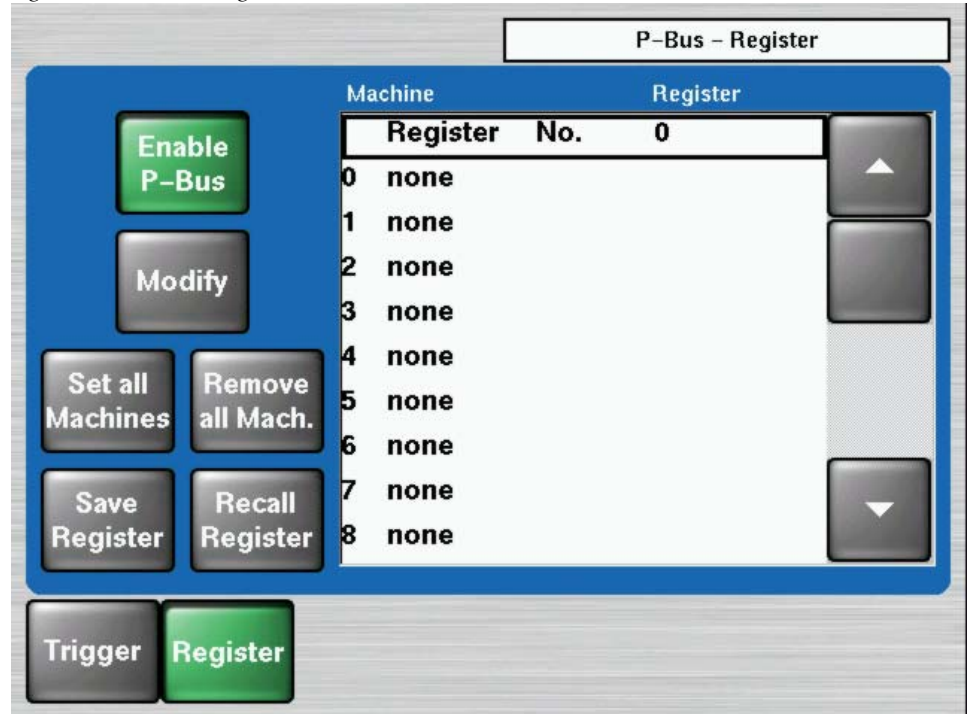 P-Bus - Register
Machine Register
Register No. 0
0 none
1 none
2 none
3 none
4 none
5 none
6 none
7 none
8 none
Enable
P-Bus
Modify
Set all
Machines
Remove
all Mach.
Save
Register
Recall
Register
Trigger
Register